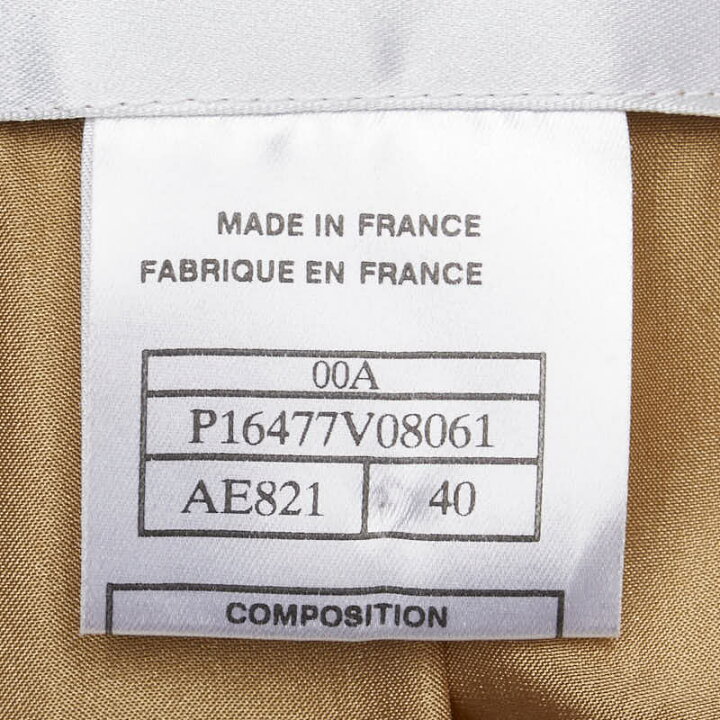 MADE IN FRANCE
FABRIQUE EN FRANCE
00A
P16477V08061
AE821 40
COMPOSITION